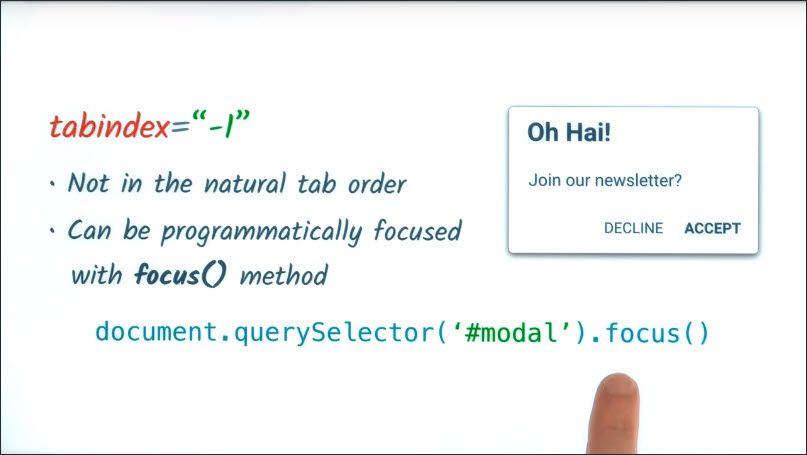 tabindex=“-1”
• Not in the natural tab order
• Can be programmatically focused
with focus() method
Oh Hai!
Join our newsletter?
DECLINE ACCEPT
document.querySelector(‘#modal’).focus()